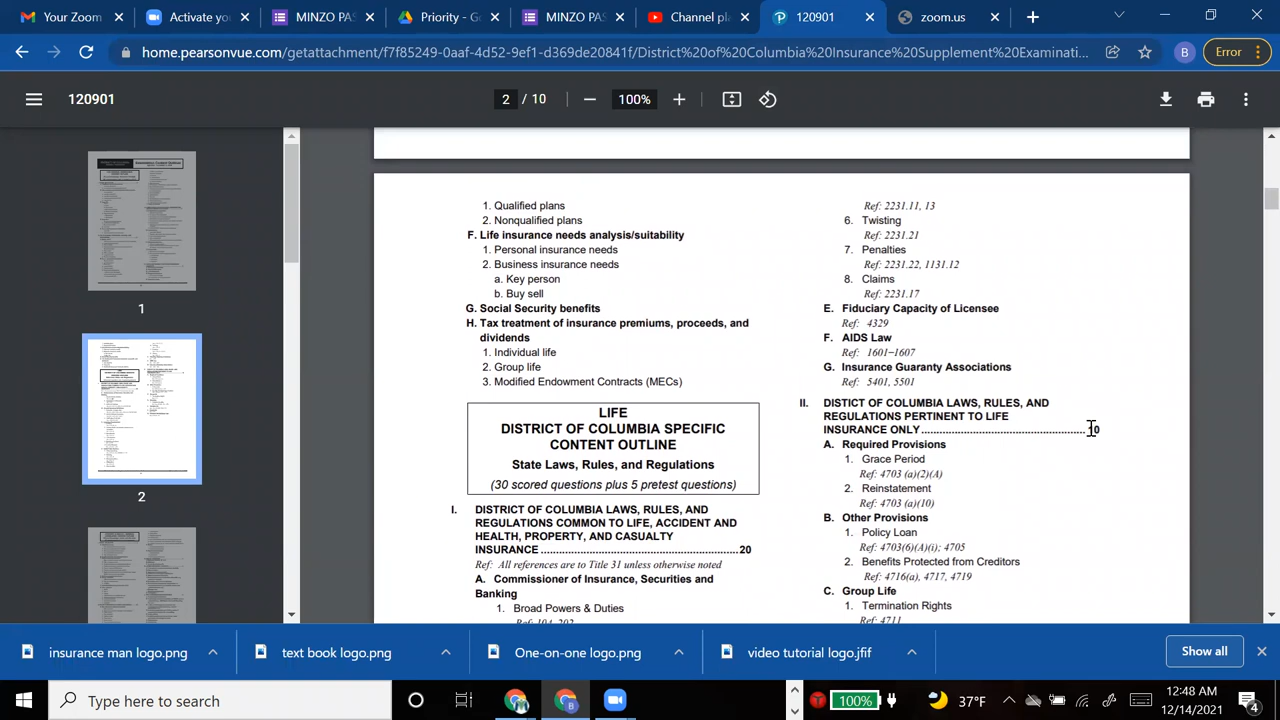 Your Zoom
Activate you
MINZO PAS
Priority - Go
MINZO PAS
Channel pla
120901
zoom.us
home.pearsonvue.com/getattachment/f7f85249-0aaf-4d52-9ef1-d369de20841f/District%20of%20Columbia%20Insurance%20Supplement%20Examinati...
B
Error
120901
2 / 10
100%
1
2
1. Qualified plans
2. Nonqualified plans
F. Life insurance needs analysis/suitability
1. Personal insurance needs
2. Business insurance needs
a. Key person
b. Buy sell
G. Social Security benefits
H. Tax treatment of insurance premiums, proceeds, and
dividends
1. Individual life
2. Group life
3. Modified Endowment Contracts (MECs)
LIFE
DISTRICT OF COLUMBIA SPECIFIC
CONTENT OUTLINE
State Laws, Rules, and Regulations
(30 scored questions plus 5 pretest questions)
I. DISTRICT OF COLUMBIA LAWS, RULES, AND
REGULATIONS COMMON TO LIFE, ACCIDENT AND
HEALTH, PROPERTY, AND CASUALTY
INSURANCE ............................................................20
Ref: All references are to Title 31 unless otherwise noted
A. Commissioner of Insurance, Securities and
Banking
1. Broad Powers & Duties
Ref: 104, 202
Ref: 2231.11, 13
6. Twisting
Ref: 2231.21
7. Penalties
Ref: 2231.22, 1131.12
8. Claims
Ref: 2231.17
E. Fiduciary Capacity of Licensee
Ref: 4329
F. AIDS Law
Ref: 1601–1607
G. Insurance Guaranty Associations
Ref: 5401, 5501
II. DISTICT OF COLUMBIA LAWS, RULES, AND
REGULATIONS PERTINENT TO LIFE
INSURANCE ONLY ..................................................10
A. Required Provisions
1. Grace Period
Ref: 4703 (a)(2)(A)
2. Reinstatement
Ref: 4703 (a)(10)
B. Other Provisions
1. Policy Loan
Ref: 4703(6)(A)(i); 4705
2. Benefits Protected from Creditors
Ref: 4716(a), 4717, 4719
C. Group Life
1. Termination Rights
Ref: 4711
insurance man logo.png
text book logo.png
One-on-one logo.png
video tutorial logo.jfif
Show all
Type here to search
100%
37°F
12:48 AM
12/14/2021
4